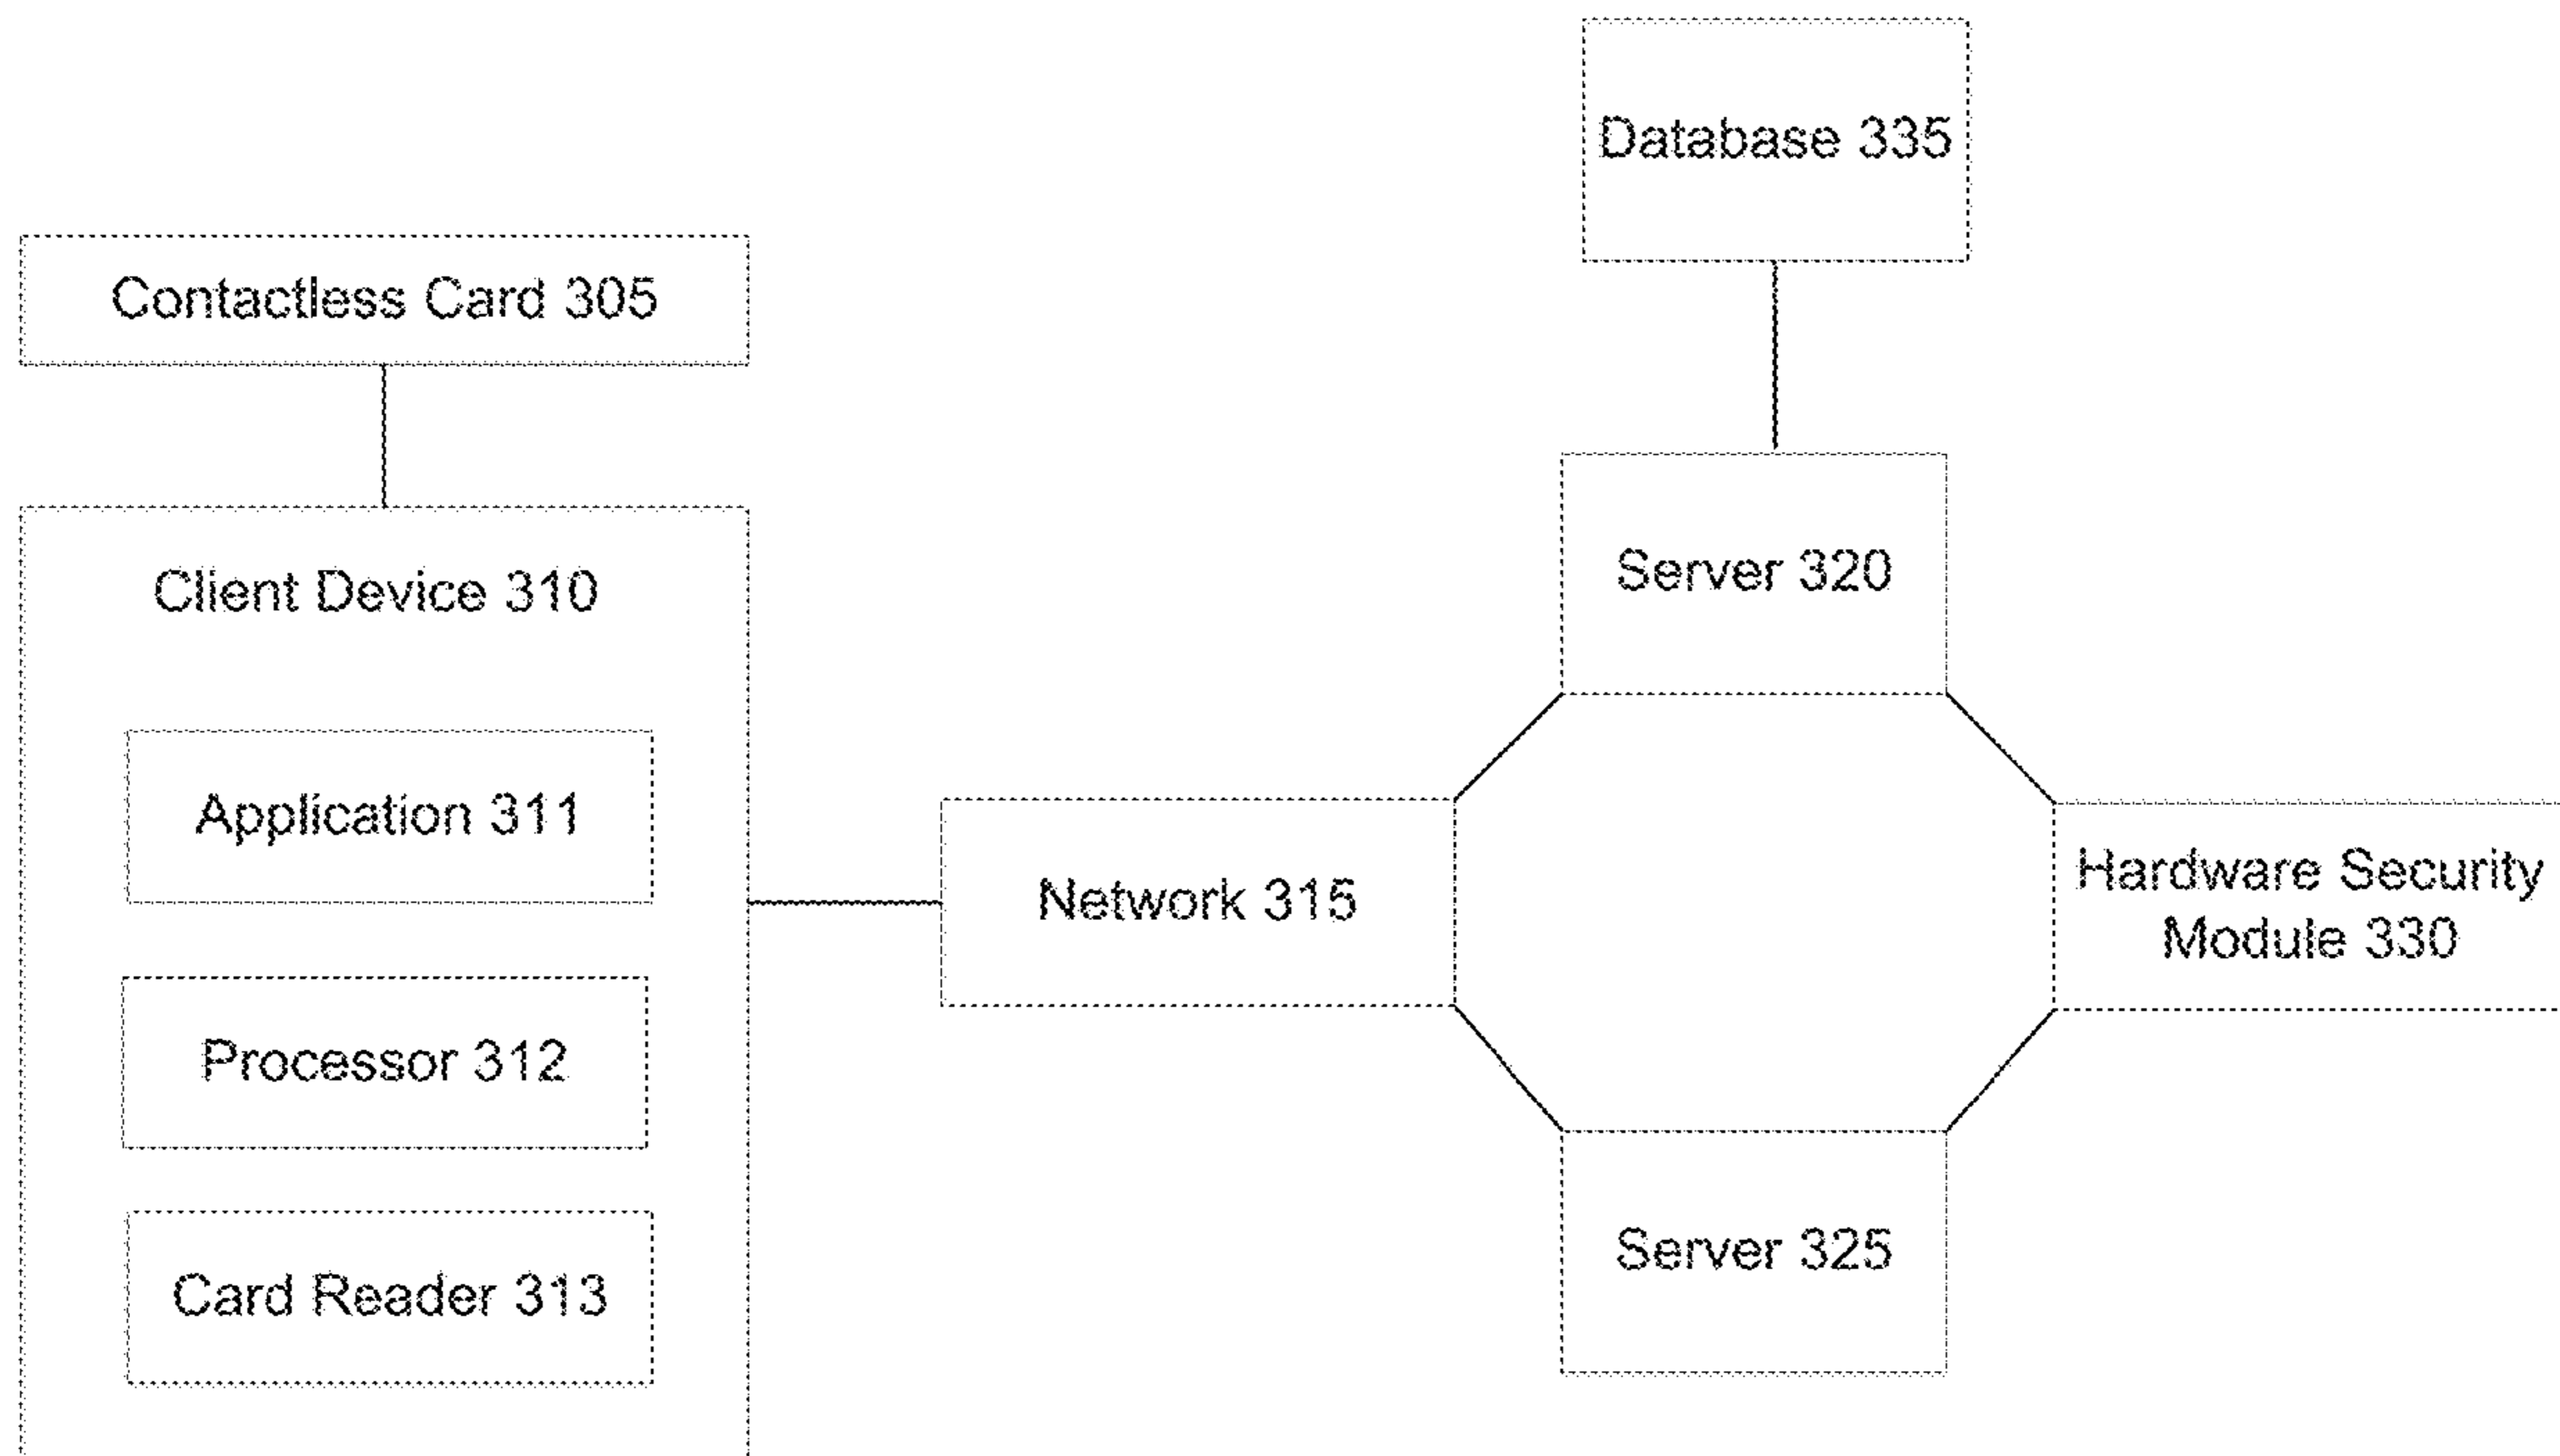 Database 335
Contactless Card 305
Client Device 310
Server 320
Application 311
Network 315
Hardware Security
Module 330
Processor 312
Server 325
Card Reader 313